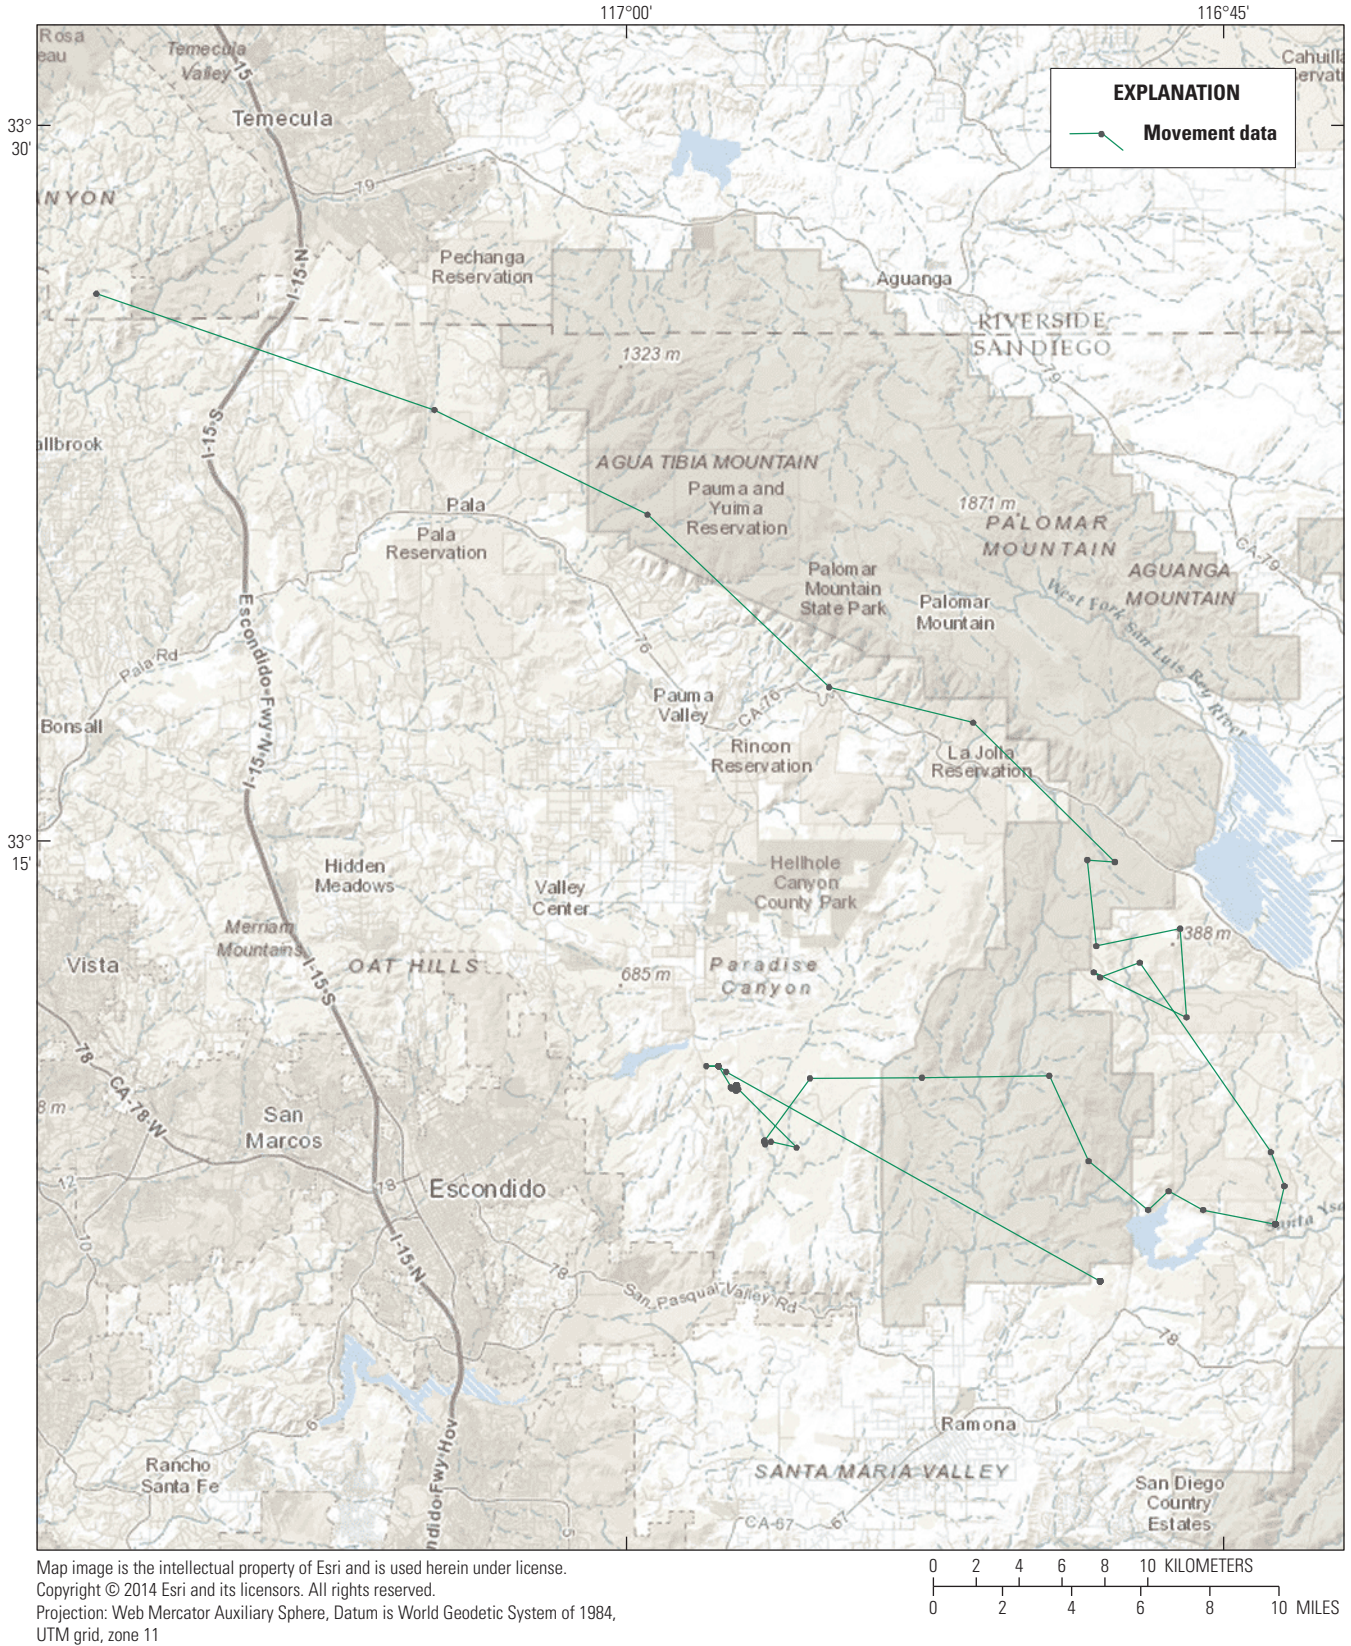 117°00'
116°45'
Rosa
eau
Temecula
Valley
15
Cahuilla
servati
EXPLANATION
Movement data
Temecula
33°
30'
79
NYON
I-15-N
Pechanga
Reservation
Aguanga
RIVERSIDE
SAN DIEGO
1323 m
79
I-15-S
allbrook
AGUA TIBIA MOUNTAIN
Pauma and
Yuima
Reservation
1871 m
PALOMAR
MOUNTAIN
Pala
Pala
Reservation
CA-79
Palomar
Mountain
State Park
AGUANGA
MOUNTAIN
Palomar
Mountain
West Fork San Luis Rey River
Escondido-Fwy-N
76
Pala Rd
Pauma
Valley
CA-76
Bonsall
I-15-N
Rincon
Reservation
La Jolla
Reservation
33°
15'
Hidden
Meadows
Valley
Center
Hellhole
Canyon
County Park
Merriam
Mountains
1388 m
Vista
OAT HILLS
I-15-S
685 m
Paradise
Canyon
78
CA-78-W
8 m
San
Marcos
12
78
Escondido
10
I-15-N
78
San Pasqual Valley Rd
Santa Ysa
78
6
Ramona
ndido-Fwy-Hov
Rancho
Santa Fe
SANTA MARIA VALLEY
San Diego
Country
Estates
5
CA-67
67
Map image is the intellectual property of Esri and is used herein under license.
Copyright © 2014 Esri and its licensors. All rights reserved.
Projection: Web Mercator Auxiliary Sphere, Datum is World Geodetic System of 1984,
UTM grid, zone 11
0 2 4 6 8 10 KILOMETERS
0 2 4 6 8 10 MILES